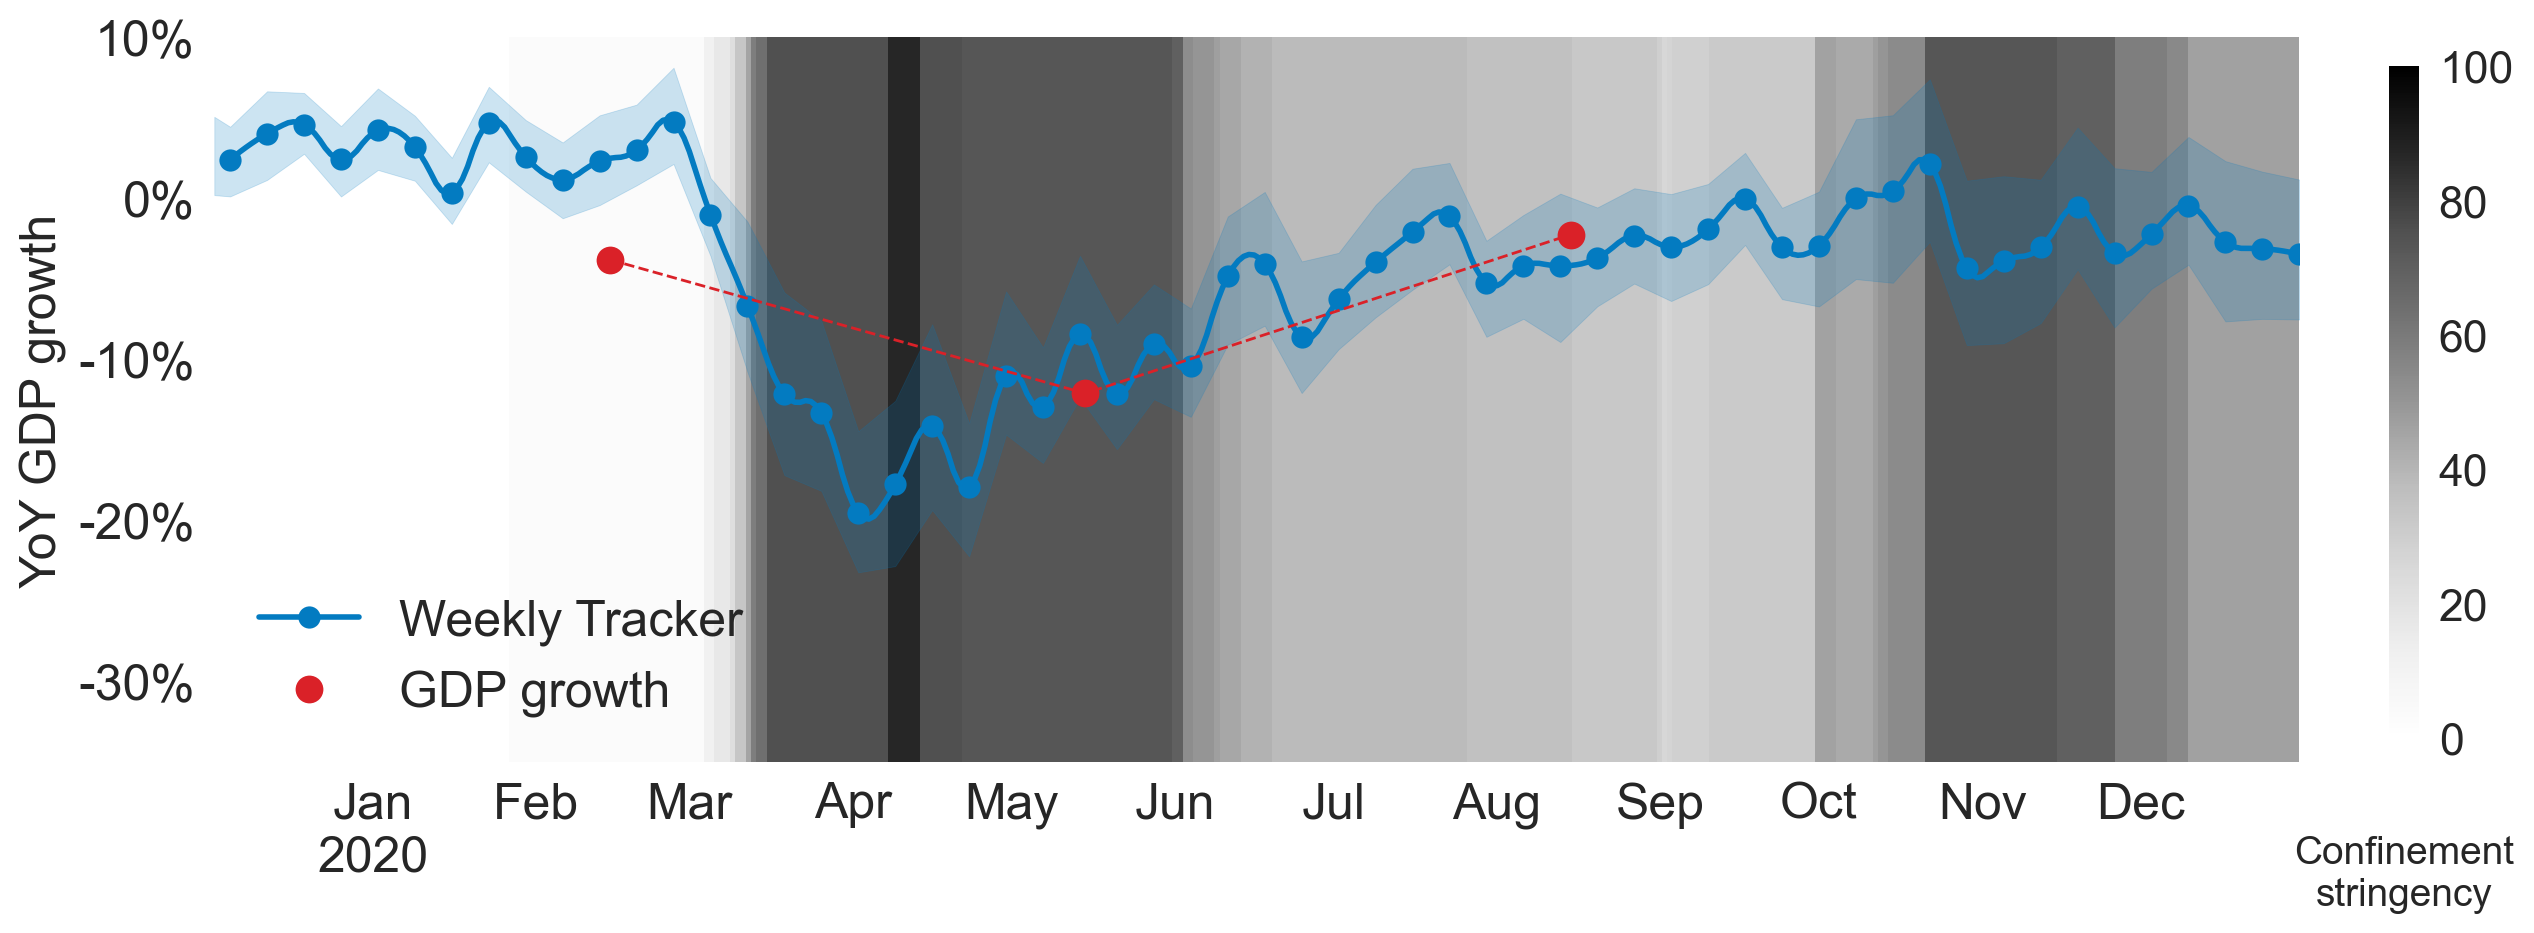 10%
0%
-10%
-20%
-30%
YoY GDP growth
Weekly Tracker
GDP growth
Jan Feb Mar Apr May Jun Jul Aug Sep Oct Nov Dec
2020
100
80
60
40
20
0
Confinement
stringency